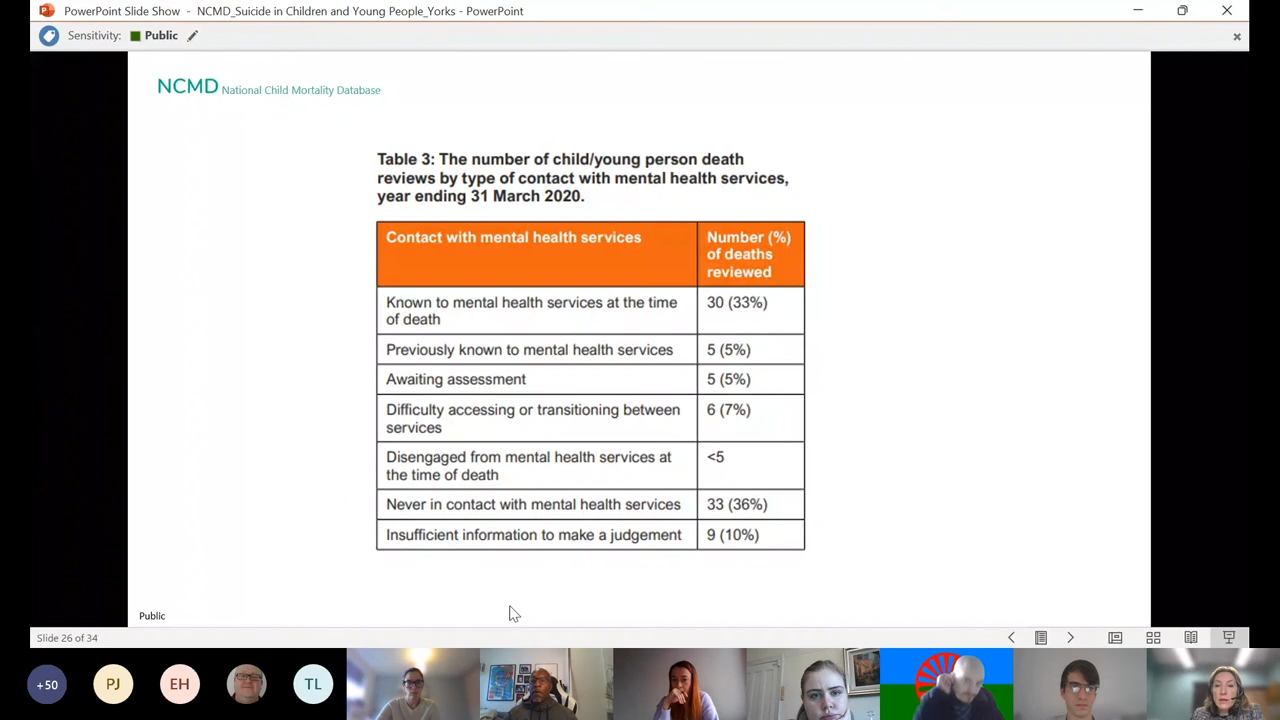 PowerPoint Slide Show - NCMD_Suicide in Children and Young People_Yorks - PowerPoint
Sensitivity: Public
NCMD National Child Mortality Database
Table 3: The number of child/young person death
reviews by type of contact with mental health services,
year ending 31 March 2020.
Contact with mental health services
Number (%)
of deaths
reviewed
Known to mental health services at the time
of death
30 (33%)
Previously known to mental health services
5 (5%)
Awaiting assessment
5 (5%)
Difficulty accessing or transitioning between
services
6 (7%)
Disengaged from mental health services at
the time of death
<5
Never in contact with mental health services
33 (36%)
Insufficient information to make a judgement
9 (10%)
Public
Slide 26 of 34
+50
PJ
EH
TL